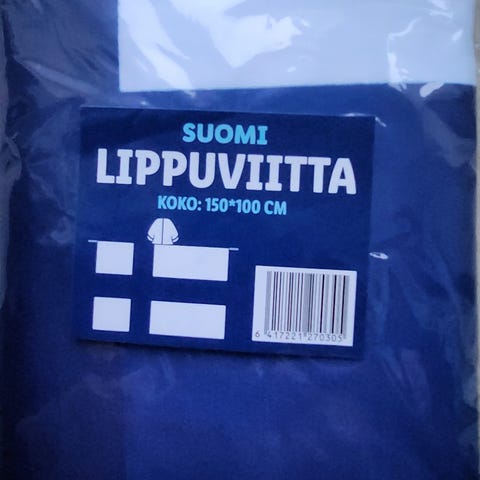 SUOMI
LIPPUVIITTA
KOKO: 150*100 CM
6 417221 270305